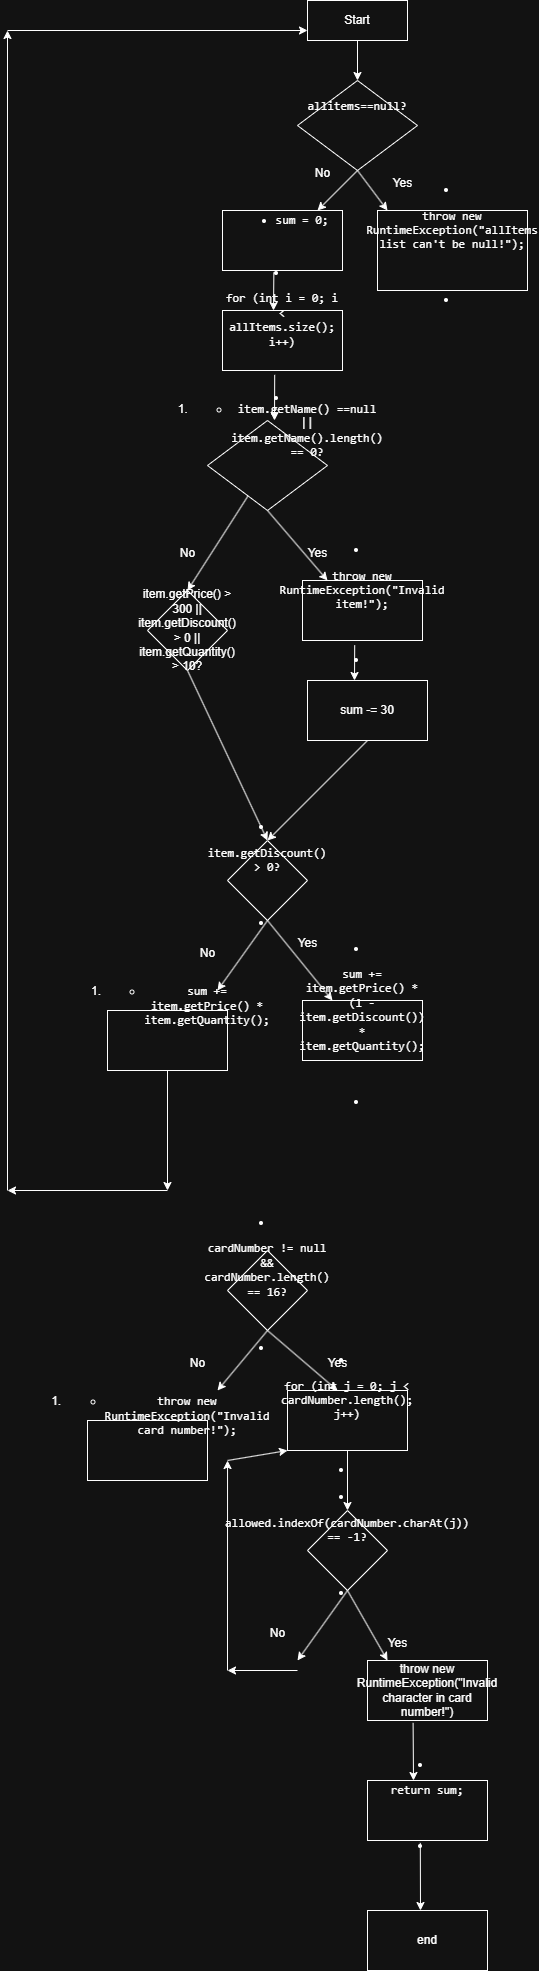 Start
allitems==null?
No
Yes
sum = 0;
throw new
RuntimeException("allItems
list can't be null!");
for (int i = 0; i
<
allItems.size();
i++)
1.
item.getName() ==null
||
item.getName().length()
== 0?
No
Yes
item.getPrice() >
300 ||
item.getDiscount()
> 0 ||
item.getQuantity()
> 10?
throw new
RuntimeException("Invalid
item!");
sum -= 30
item.getDiscount()
> 0?
No
Yes
1.
sum +=
item.getPrice() *
item.getQuantity();
sum +=
item.getPrice() *
(1 -
item.getDiscount())
*
item.getQuantity();
cardNumber != null
&&
cardNumber.length()
== 16?
No
Yes
1.
throw new
RuntimeException("Invalid
card number!");
for (int j = 0; j <
cardNumber.length();
j++)
allowed.indexOf(cardNumber.charAt(j))
== -1?
No
Yes
throw new
RuntimeException("Invalid
character in card
number!")
return sum;
end